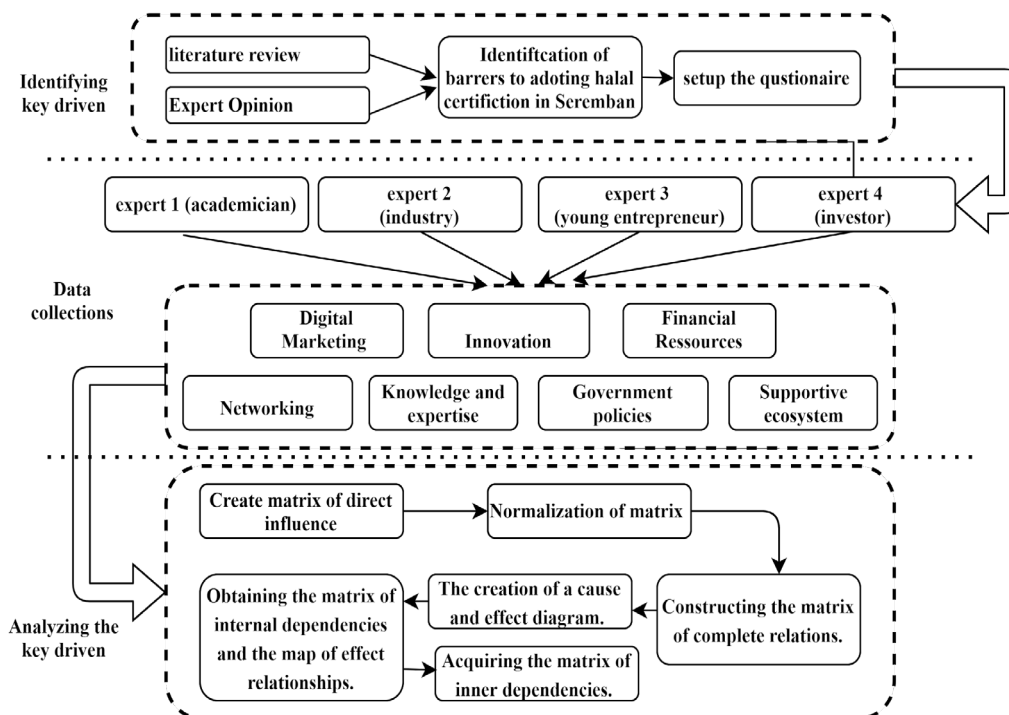 Identifying
key driven
literature review
Expert Opinion
Identiftcation of
barrers to adoting halal
certifiction in Seremban
setup the qustionaire
expert 1 (academician)
expert 2
(industry)
expert 3
(young entrepreneur)
expert 4
(investor)
Data
collections
Digital
Marketing
Innovation
Financial
Ressources
Networking
Knowledge and
expertise
Government
policies
Supportive
ecosystem
Analyzing the
key driven
Create matrix of direct
influence
Normalization of matrix
Constructing the matrix
of complete relations.
The creation of a cause
and effect diagram.
Obtaining the matrix of
internal dependencies
and the map of effect
relationships.
Acquiring the matrix of
inner dependencies.